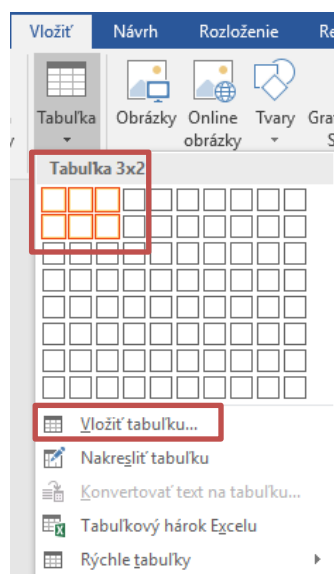 Vložiť Návrh Rozloženie Re
Tabuľka Obrázky Online obrázky Tvary Gra
Tabuľka 3x2
Vložiť tabuľku...
Nakresliť tabuľku
Konvertovať text na tabuľku...
Tabuľkový hárok Excelu
Rýchle tabuľky